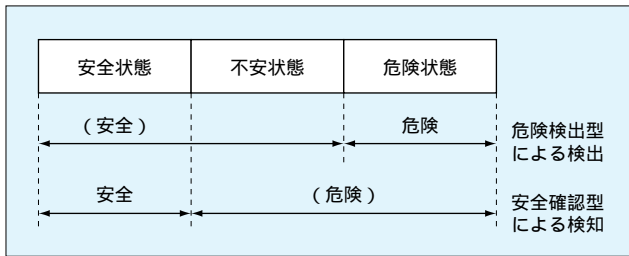 安全状態 不安状態 危険状態
（安全） 危険 危険検出型
による検出
安全 （危険） 安全確認型
による検知